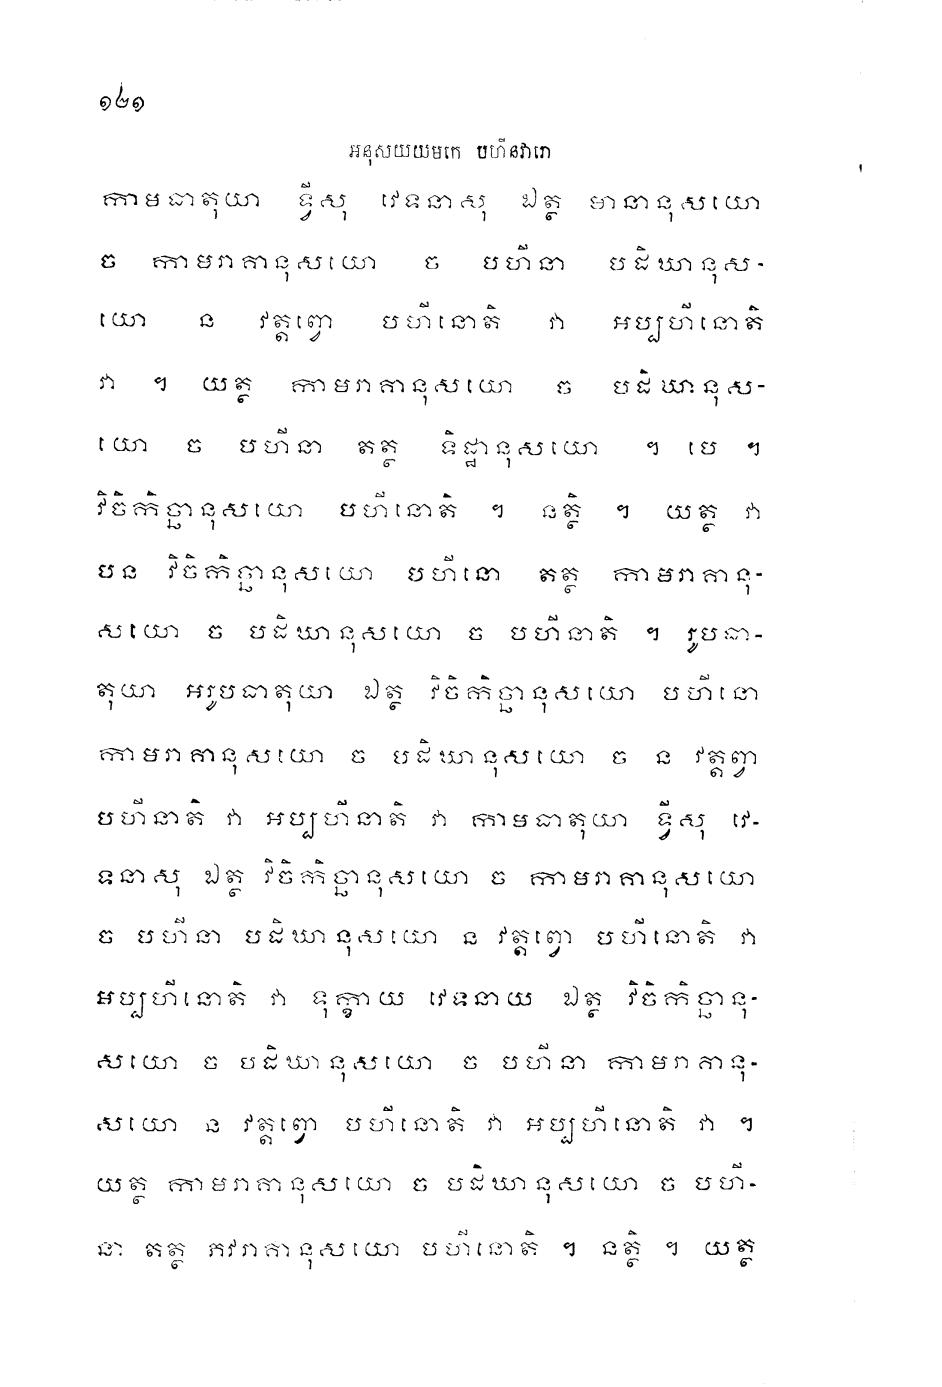 ១៤១
អនុសយយមកេ បហីនវារោ
កាមធាតុយា ទ្វីសុ វេទនាសុ ឯត្ថ មានានុសយោ
ច កាមរាគានុសយោ ច បហីនា បដិឃានុស-
យោ ន វត្តព្វោ បហីនោតិ វា អប្បហីនោតិ
វា ។ យត្ថ កាមរាគានុសយោ ច បដិឃានុស-
យោ ច បហីនា តត្ថ ទិដ្ឋានុសយោ ។ បេ ។
វិចិកិច្ឆានុសយោ បហីនោតិ ។ នត្ថិ ។ យត្ថ វា
បន វិចិកិច្ឆានុសយោ បហីនោ តត្ថ កាមរាគានុ-
សយោ ច បដិឃានុសយោ ច បហីនាតិ ។ រូបធា-
តុយា អរូបធាតុយា ឯត្ថ វិចិកិច្ឆានុសយោ បហីនោ
កាមរាគានុសយោ ច បដិឃានុសយោ ច ន វត្តព្វា
បហីនាតិ វា អប្បហីនាតិ វា កាមធាតុយា ទ្វីសុ វេ-
ទនាសុ ឯត្ថ វិចិកិច្ឆានុសយោ ច កាមរាគានុសយោ
ច បហីនា បដិឃានុសយោ ន វត្តព្វោ បហីនោតិ វា
អប្បហីនោតិ វា ទុក្ខាយ វេទនាយ ឯត្ថ វិចិកិច្ឆានុ-
សយោ ច បដិឃានុសយោ ច បហីនា កាមរាគានុ-
សយោ ន វត្តព្វោ បហីនោតិ វា អប្បហីនោតិ វា ។
យត្ថ កាមរាគានុសយោ ច បដិឃានុសយោ ច បហី-
នា តត្ថ ភវរាគានុសយោ បហីនោតិ ។ នត្ថិ ។ យត្ថ